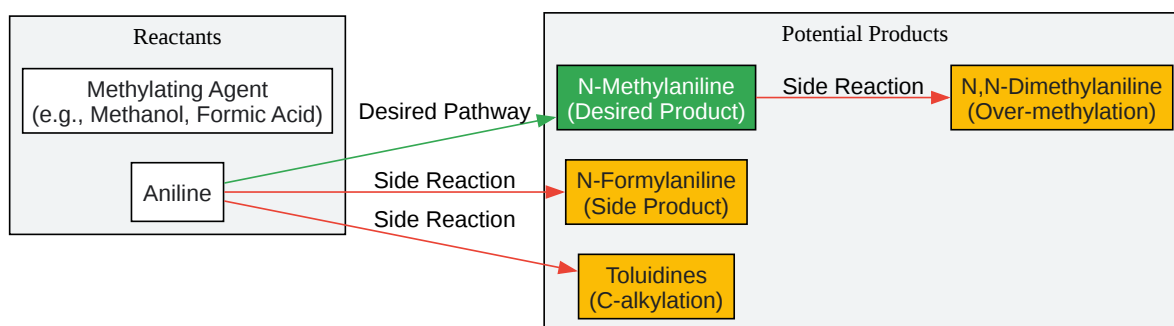 Reactants
Methylating Agent
(e.g., Methanol, Formic Acid)
Aniline
Desired Pathway
Side Reaction
Side Reaction
Potential Products
N-Methylaniline
(Desired Product)
Side Reaction
N,N-Dimethylaniline
(Over-methylation)
N-Formylaniline
(Side Product)
Toluidines
(C-alkylation)